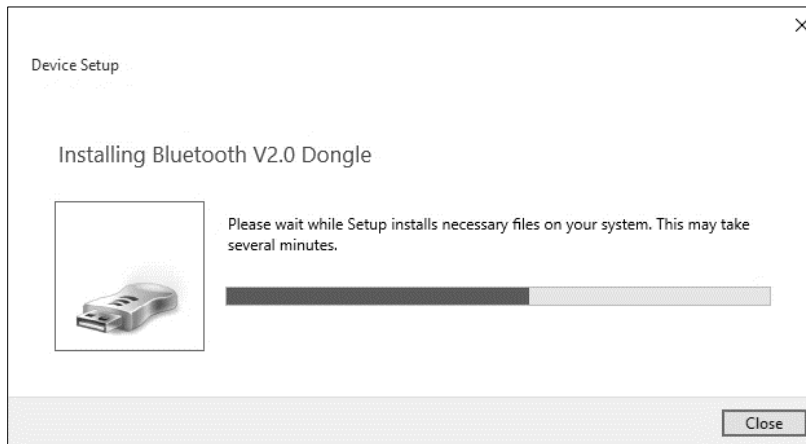 Device Setup
Installing Bluetooth V2.0 Dongle
Please wait while Setup installs necessary files on your system. This may take
several minutes.
Close